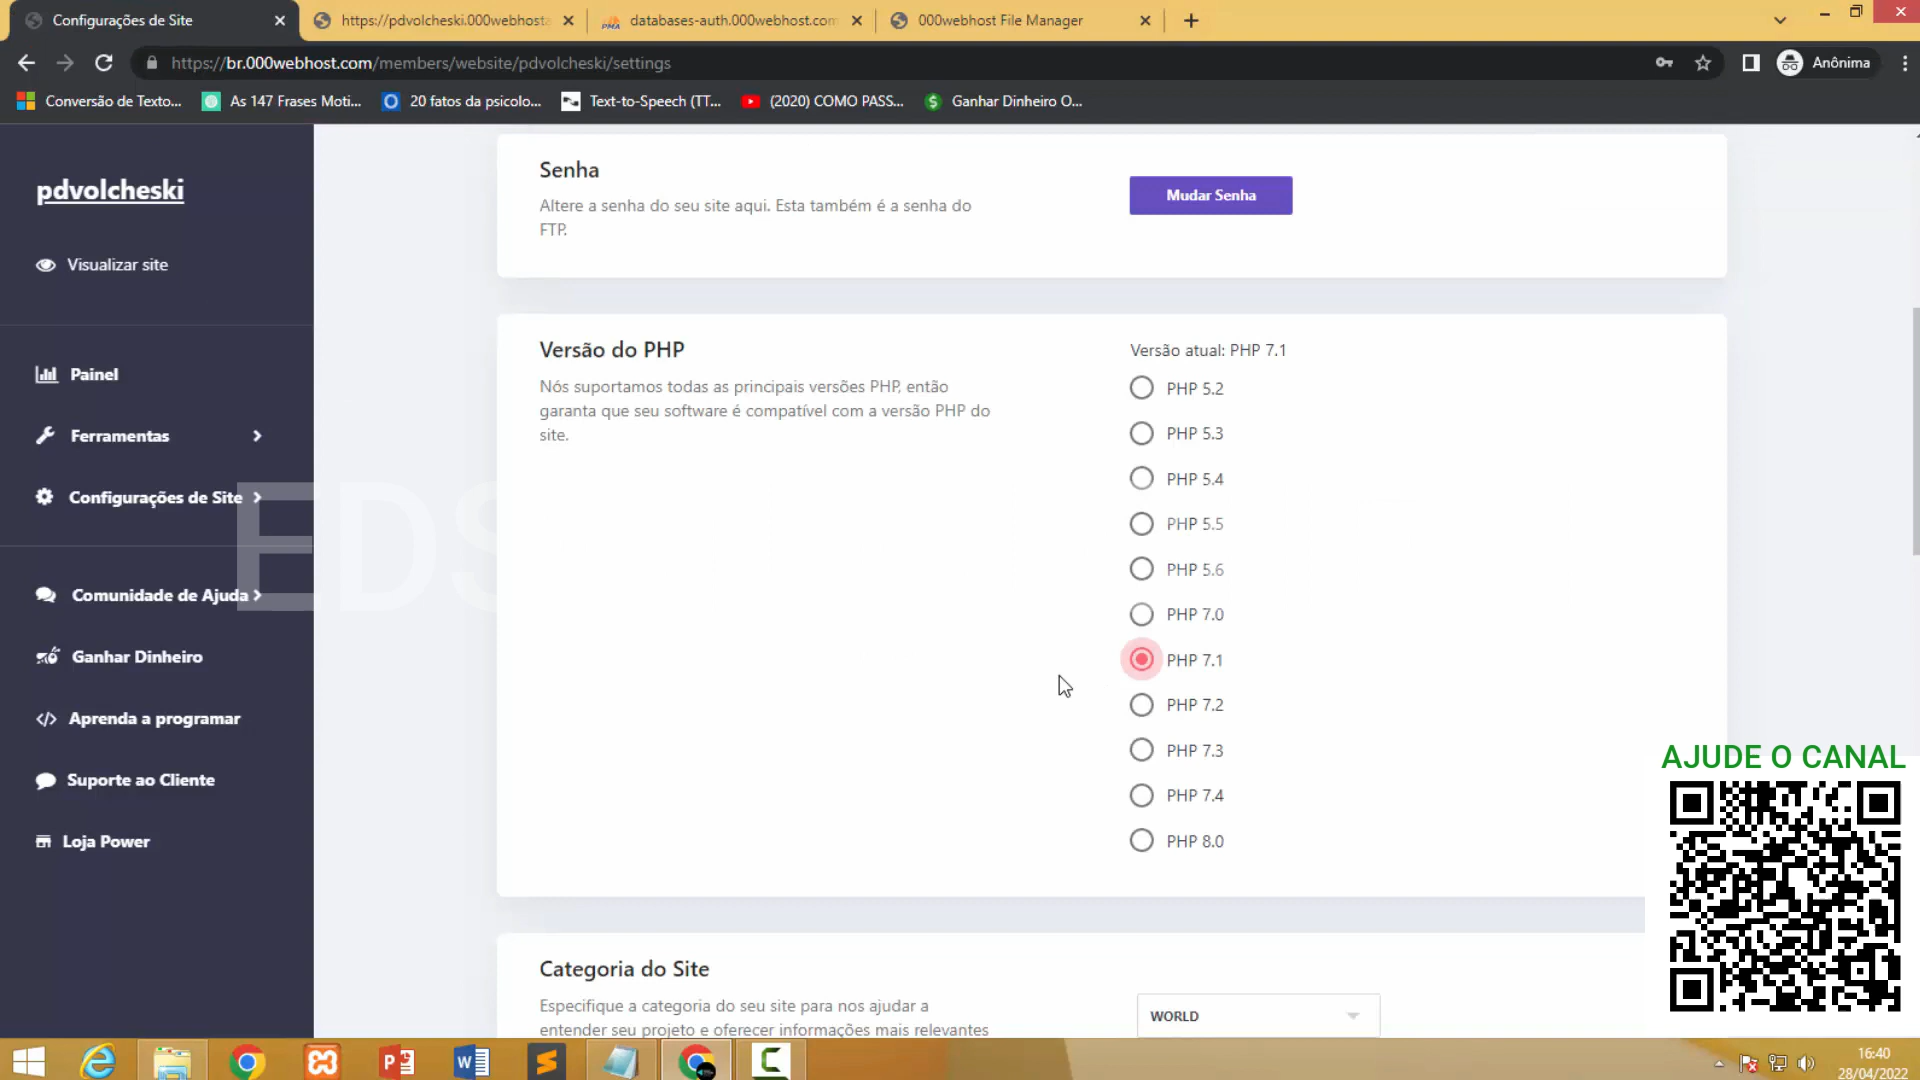 Configurações de Site
https://pdvolcheski.000webhosta
databases-auth.000webhost.com
000webhost File Manager
https://br.000webhost.com/members/website/pdvolcheski/settings
Anônima
Conversão de Texto...
As 147 Frases Moti...
20 fatos da psicolo...
Text-to-Speech (TT...
(2020) COMO PASS...
Ganhar Dinheiro O...
pdvolcheski
Visualizar site
Painel
Ferramentas
Configurações de Site
Comunidade de Ajuda
Ganhar Dinheiro
Aprenda a programar
Suporte ao Cliente
Loja Power
EDS
Senha
Altere a senha do seu site aqui. Esta também é a senha do
FTP.
Mudar Senha
Versão do PHP
Nós suportamos todas as principais versões PHP, então
garanta que seu software é compatível com a versão PHP do
site.
Versão atual: PHP 7.1
PHP 5.2
PHP 5.3
PHP 5.4
PHP 5.5
PHP 5.6
PHP 7.0
PHP 7.1
PHP 7.2
PHP 7.3
PHP 7.4
PHP 8.0
Categoria do Site
Especifique a categoria do seu site para nos ajudar a
entender seu projeto e oferecer informações mais relevantes
WORLD
AJUDE O CANAL
16:40
28/04/2022